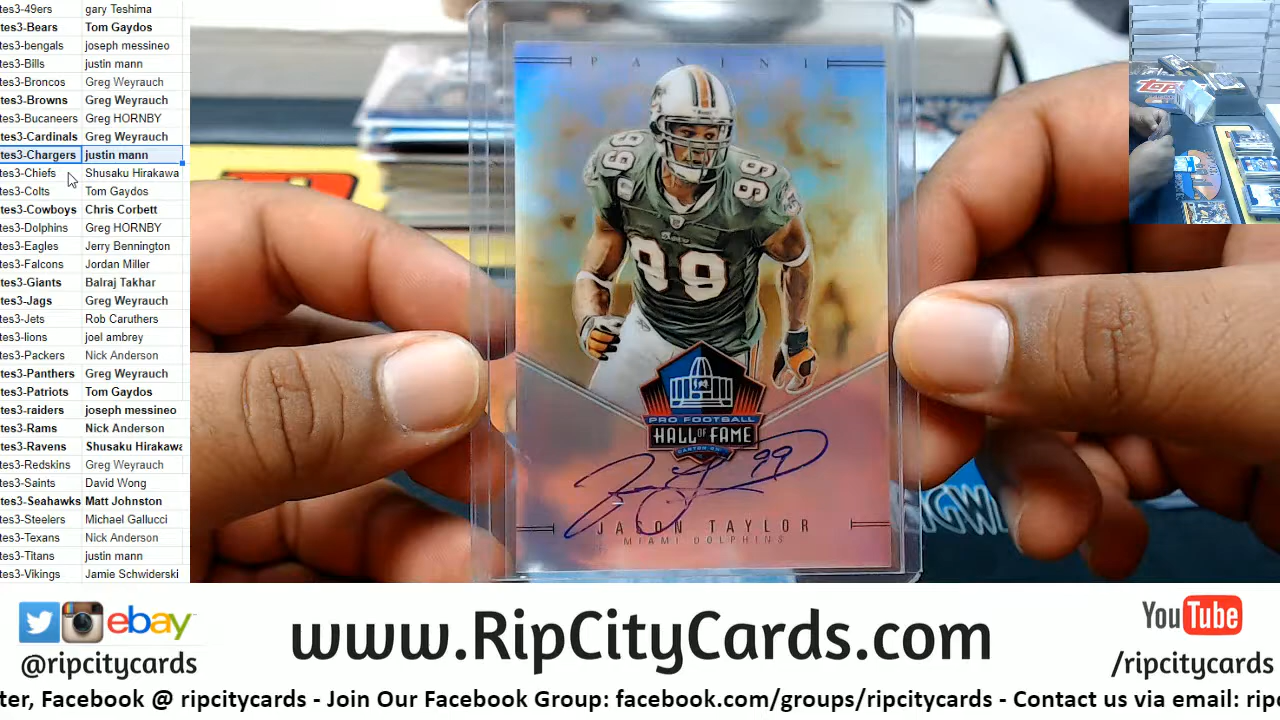 tes3-49ers gary Teshima
tes3-Bears Tom Gaydos
tes3-bengals joseph messineo
tes3-Bills justin mann
tes3-Broncos Greg Weyrauch
tes3-Browns Greg Weyrauch
tes3-Bucaneers Greg HORNBY
tes3-Cardinals Greg Weyrauch
tes3-Chargers justin mann
tes3-Chiefs Shusaku Hirakawa
tes3-Colts Tom Gaydos
tes3-Cowboys Chris Corbett
tes3-Dolphins Greg HORNBY
tes3-Eagles Jerry Bennington
tes3-Falcons Jordan Miller
tes3-Giants Balraj Takhar
tes3-Jags Greg Weyrauch
tes3-Jets Rob Caruthers
tes3-lions joel ambrey
tes3-Packers Nick Anderson
tes3-Panthers Greg Weyrauch
tes3-Patriots Tom Gaydos
tes3-raiders joseph messineo
tes3-Rams Nick Anderson
tes3-Ravens Shusaku Hirakawa
tes3-Redskins Greg Weyrauch
tes3-Saints David Wong
tes3-Seahawks Matt Johnston
tes3-Steelers Michael Gallucci
tes3-Texans Nick Anderson
tes3-Titans justin mann
tes3-Vikings Jamie Schwiderski
PANINI
99
99
99
PRO FOOTBALL
HALL OF FAME
CANTON OH
99
JASON TAYLOR
MIAMI DOLPHINS
TOPPS
ebay
@ripcitycards
www.RipCityCards.com
YouTube
/ripcitycards
ter, Facebook @ ripcitycards - Join Our Facebook Group: facebook.com/groups/ripcitycards - Contact us via email: ripc